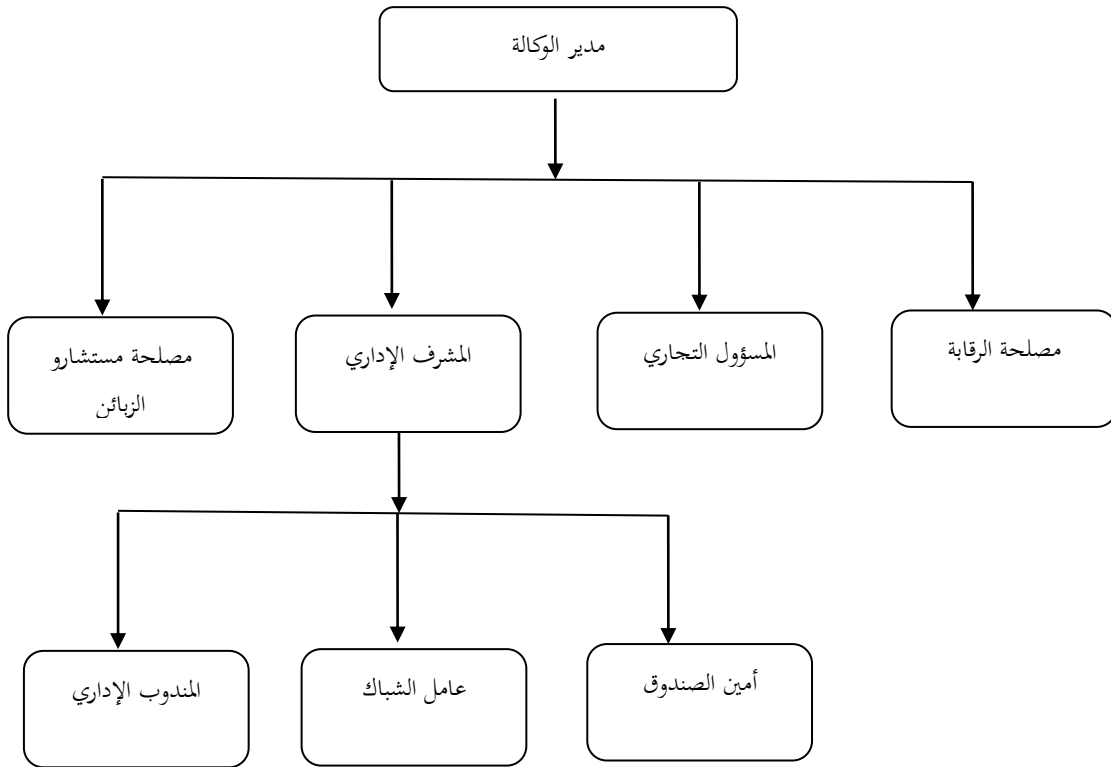 مدير الوكالة
مصلحة الرقابة
المسؤول التجاري
المشرف الإداري
مصلحة مستشارو
الزبائن
أمين الصندوق
عامل الشباك
المندوب الإداري